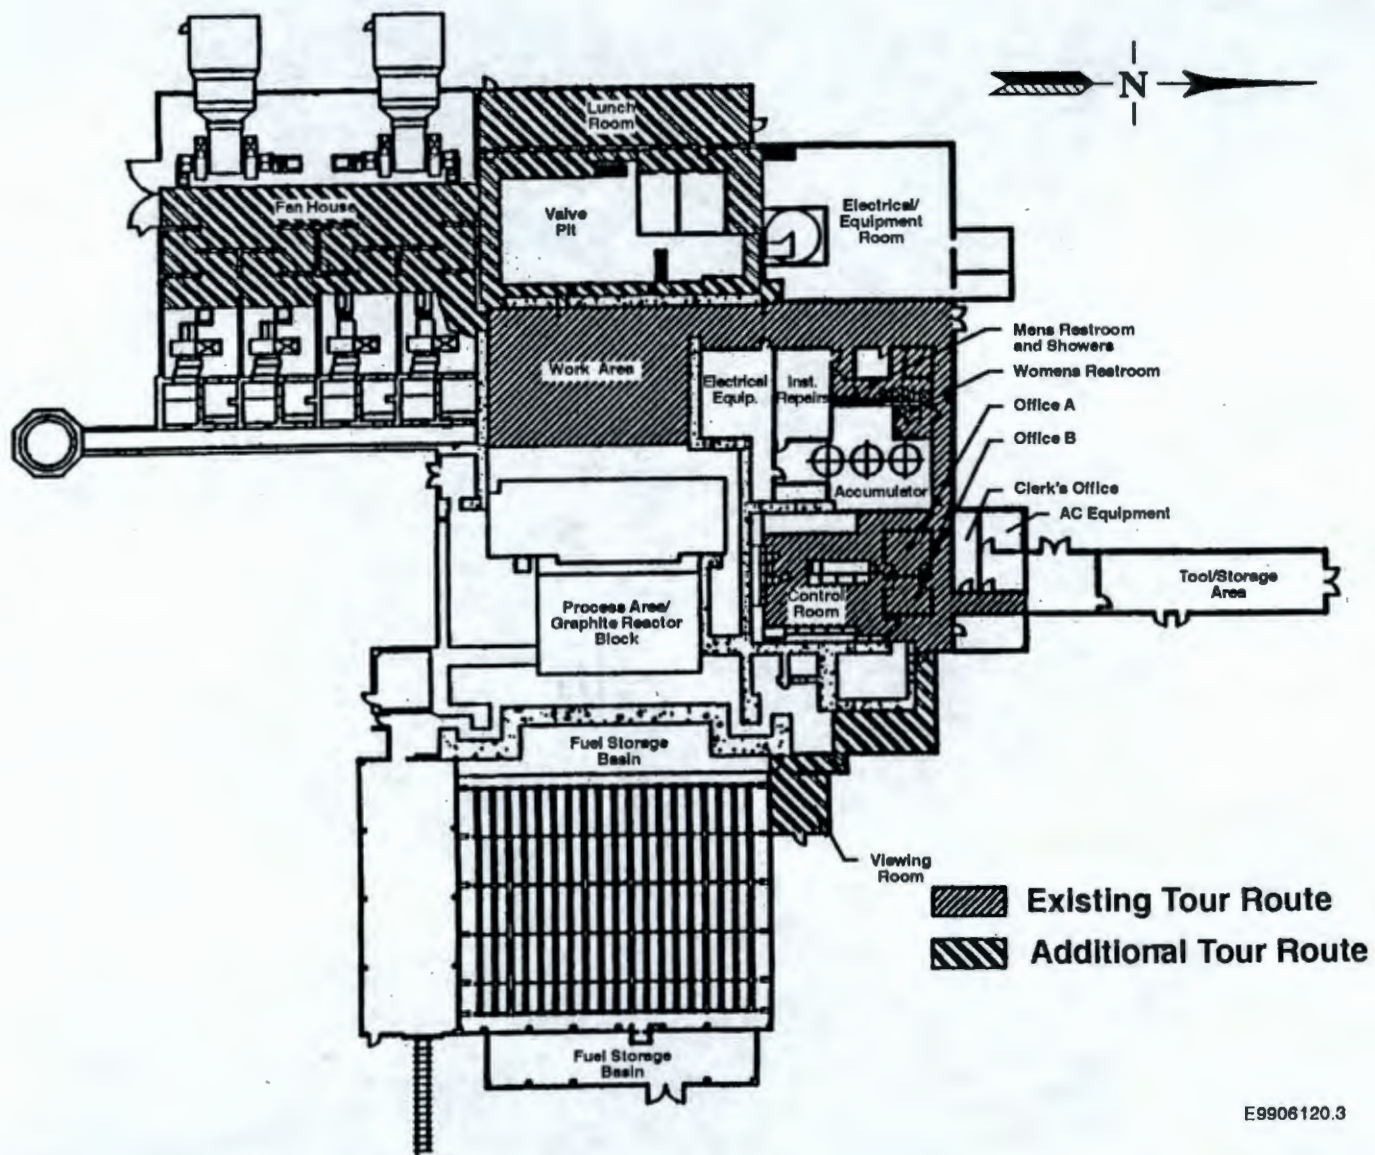 N
Lunch
Room
Fan House
Valve
Pit
Electrical/
Equipment
Room
Mens Restroom
and Showers
Womens Restroom
Work Area
Electrical
Equip.
Inst.
Repairs
Office A
Office B
Accumulator
Clerk's Office
AC Equipment
Tool/Storage
Area
Control
Room
Process Area/
Graphite Reactor
Block
Fuel Storage
Basin
Viewing
Room
Existing Tour Route
Additional Tour Route
Fuel Storage
Basin
E9906120.3